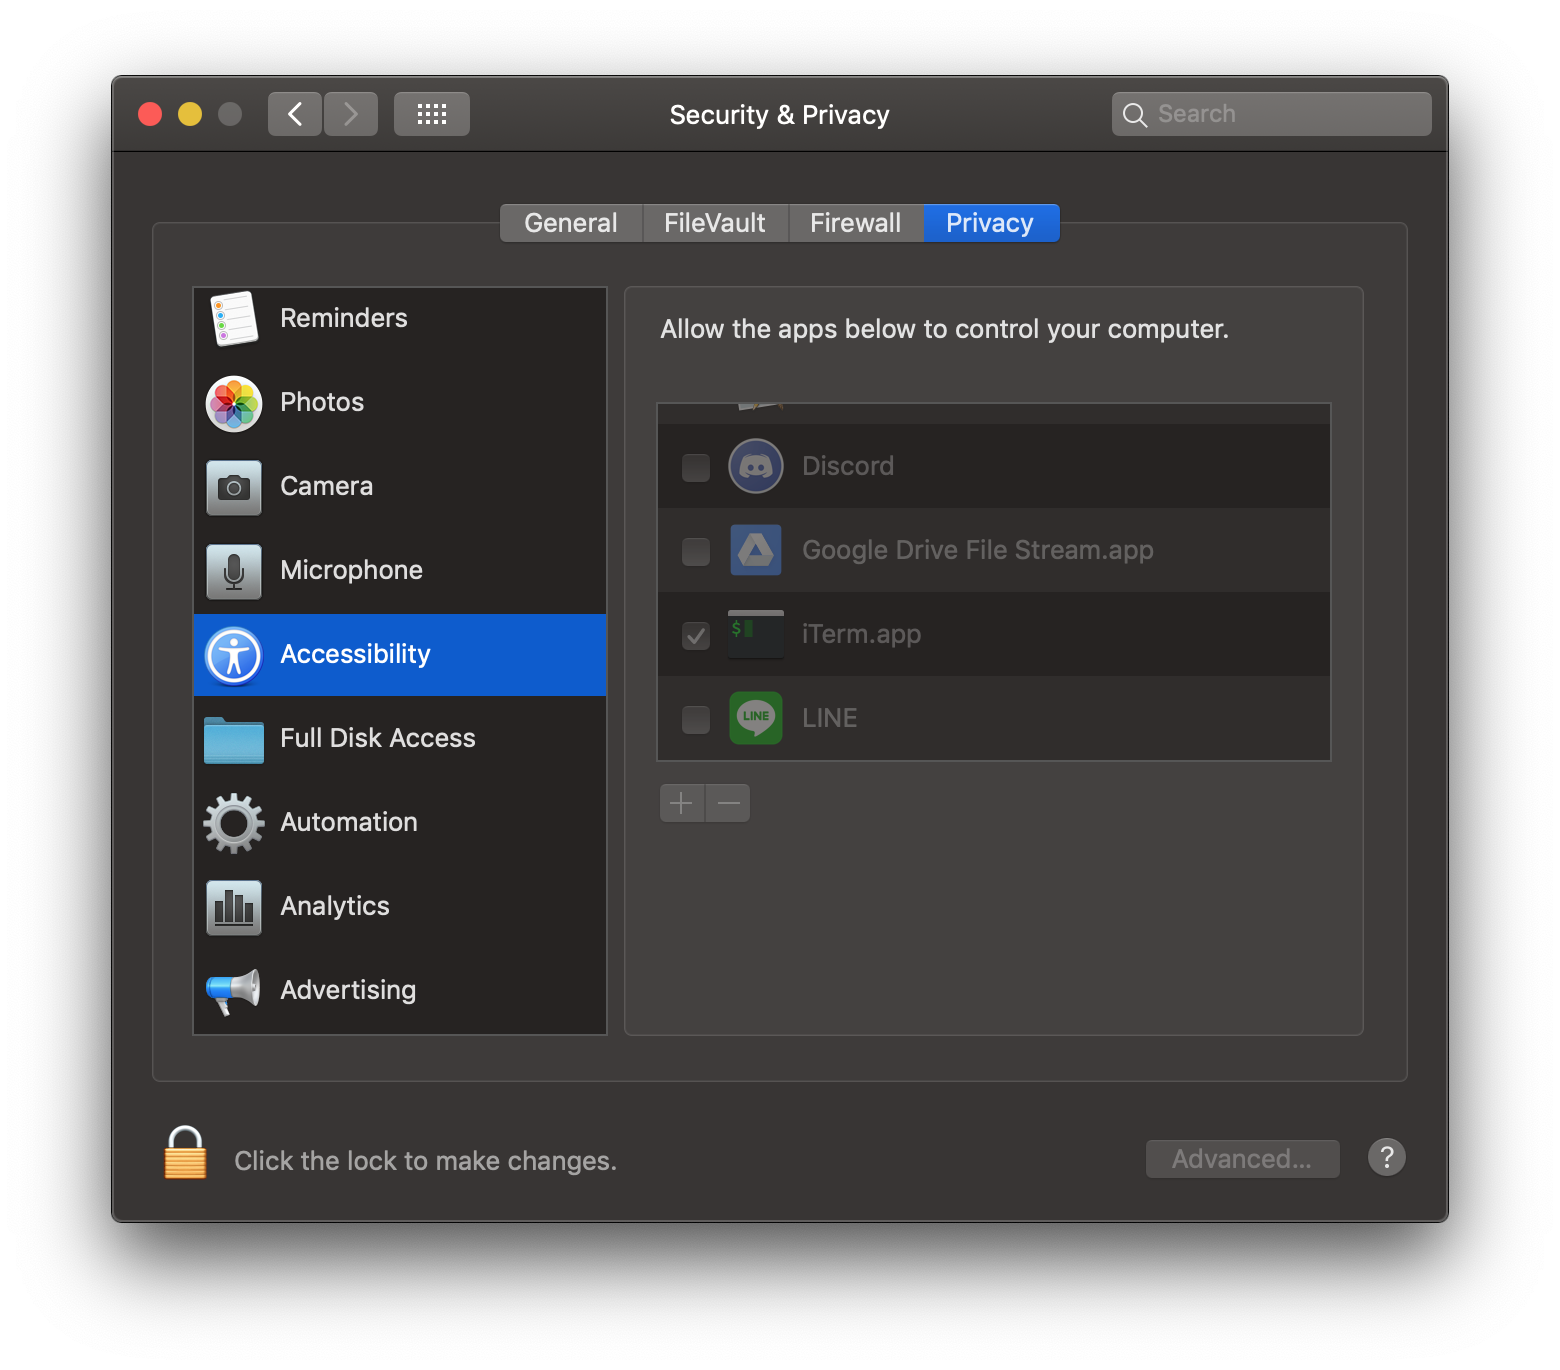 Security & Privacy
Search
General
FileVault
Firewall
Privacy
Reminders
Photos
Camera
Microphone
Accessibility
Full Disk Access
Automation
Analytics
Advertising
Allow the apps below to control your computer.
Discord
Google Drive File Stream.app
$
iTerm.app
LINE
LINE
Click the lock to make changes.
Advanced...
?